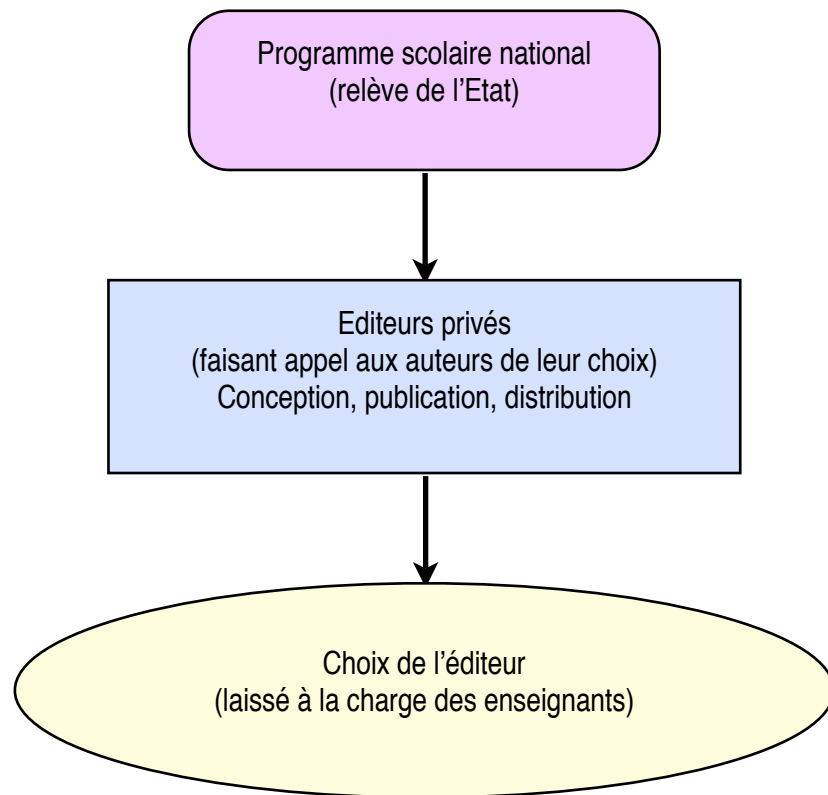 Programme scolaire national
(relève de l'Etat)
Editeurs privés
(faisant appel aux auteurs de leur choix)
Conception, publication, distribution
Choix de l'éditeur
(laissé à la charge des enseignants)